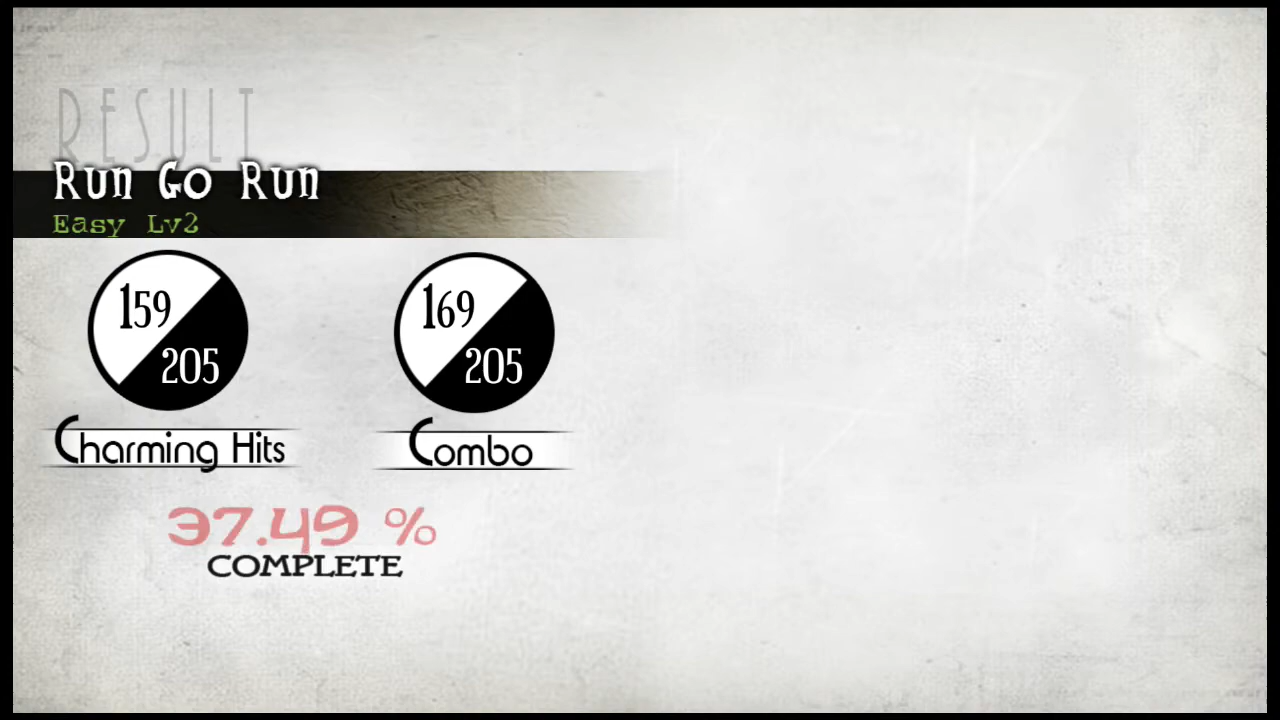 RESULT
Run Go Run
Easy Lv2
159
205
169
205
Charming Hits
Combo
37.49 %
COMPLETE